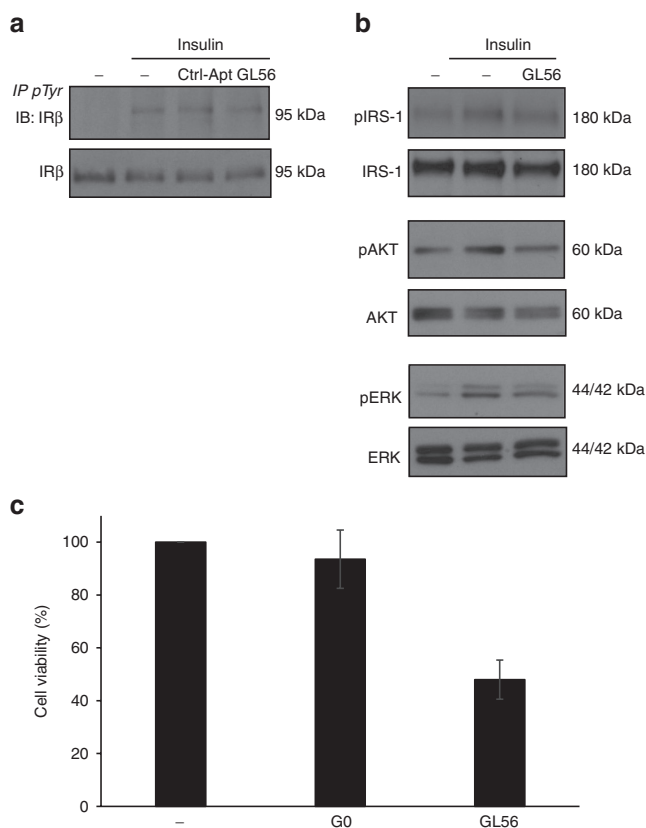 a
Insulin
– – Ctrl-Apt GL56
IP pTyr
IB: IRβ 95 kDa
IRβ 95 kDa
b
Insulin
– – GL56
pIRS-1 180 kDa
IRS-1 180 kDa
pAKT 60 kDa
AKT 60 kDa
pERK 44/42 kDa
ERK 44/42 kDa
c
Cell viability (%)
100
80
60
40
20
0
– G0 GL56